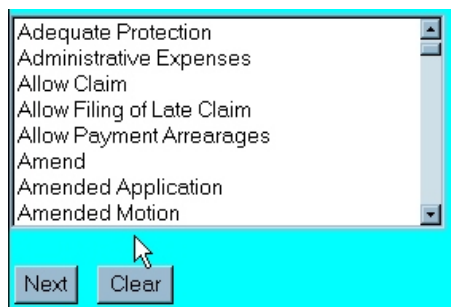 Adequate Protection
Administrative Expenses
Allow Claim
Allow Filing of Late Claim
Allow Payment Arrearages
Amend
Amended Application
Amended Motion
Next Clear